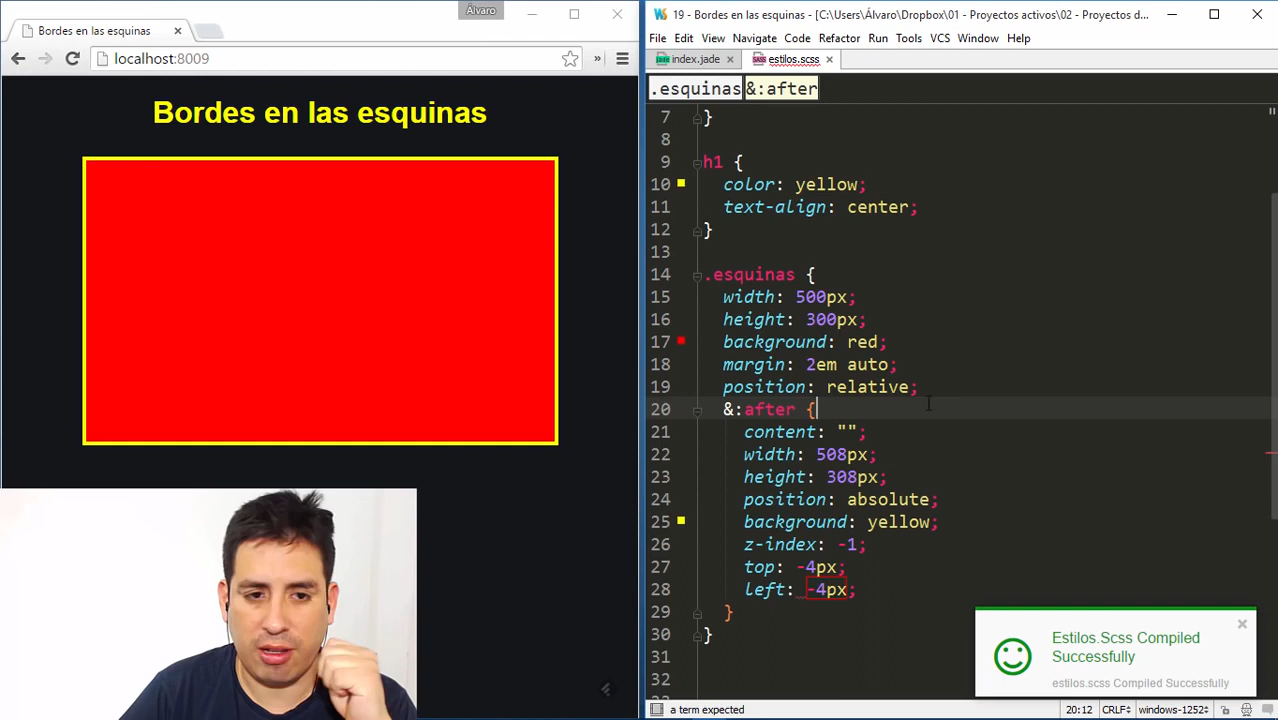 Álvaro
Bordes en las esquinas
localhost:8009
»
Bordes en las esquinas
19 - Bordes en las esquinas - [C:\Users\Álvaro\Dropbox\01 - Proyectos activos\02 - Proyectos d...
File Edit View Navigate Code Refactor Run Tools VCS Window Help
JADE index.jade SASS estilos.scss
.esquinas &:after
7 }
8
9 h1 {
10 color: yellow;
11 text-align: center;
12 }
13
14 .esquinas {
15 width: 500px;
16 height: 300px;
17 background: red;
18 margin: 2em auto;
19 position: relative;
20 &:after {
21 content: "";
22 width: 508px;
23 height: 308px;
24 position: absolute;
25 background: yellow;
26 z-index: -1;
27 top: -4px;
28 left: -4px;
29 }
30 }
31
32
Estilos.Scss Compiled
Successfully
estilos.scss Compiled Successfully
a term expected 20:12 CRLF÷ windows-1252÷